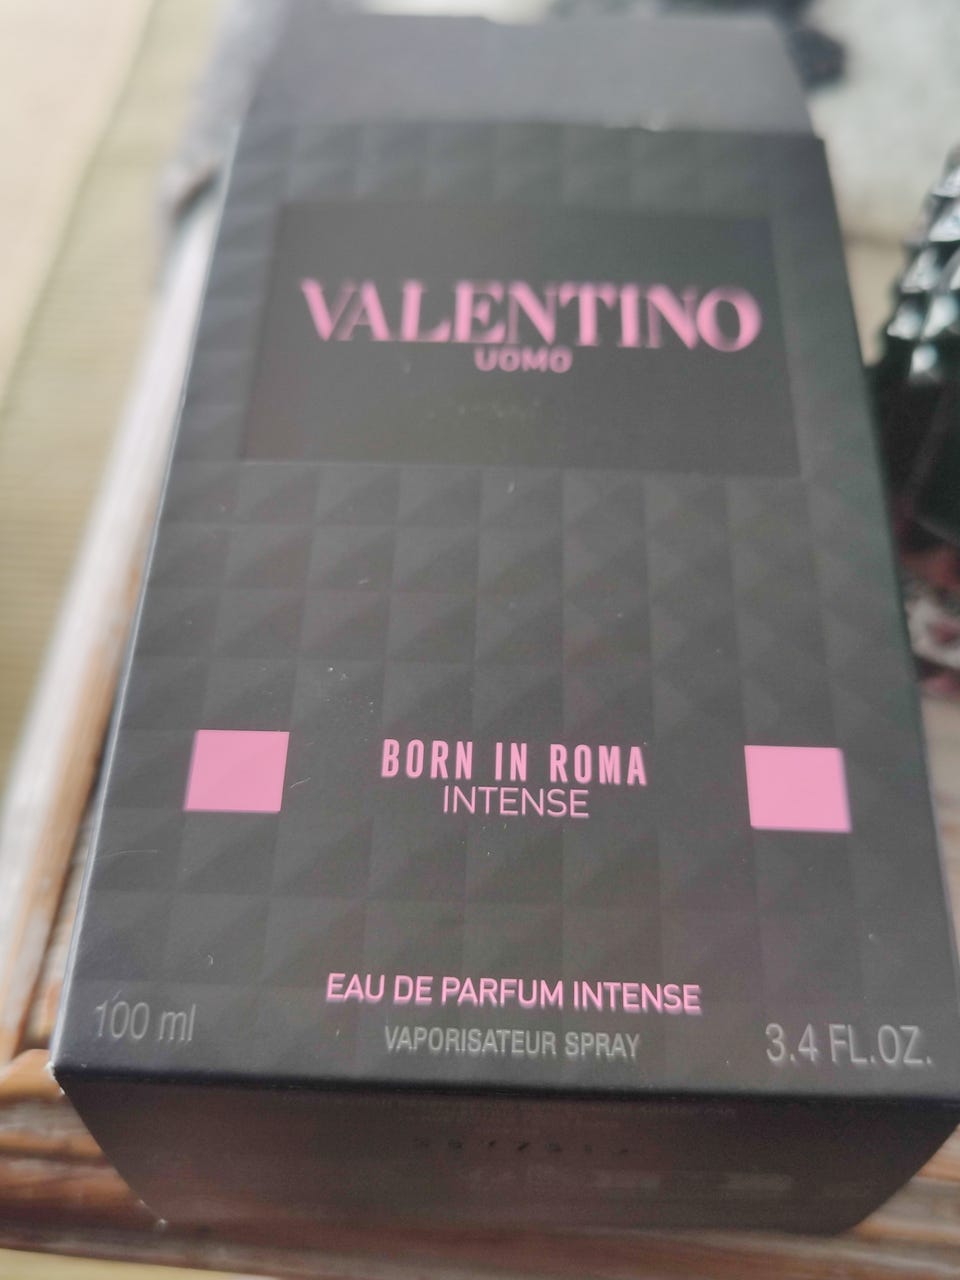 VALENTINO
UOMO
BORN IN ROMA
INTENSE
EAU DE PARFUM INTENSE
100 ml
VAPORISATEUR SPRAY
3.4 FL.OZ.